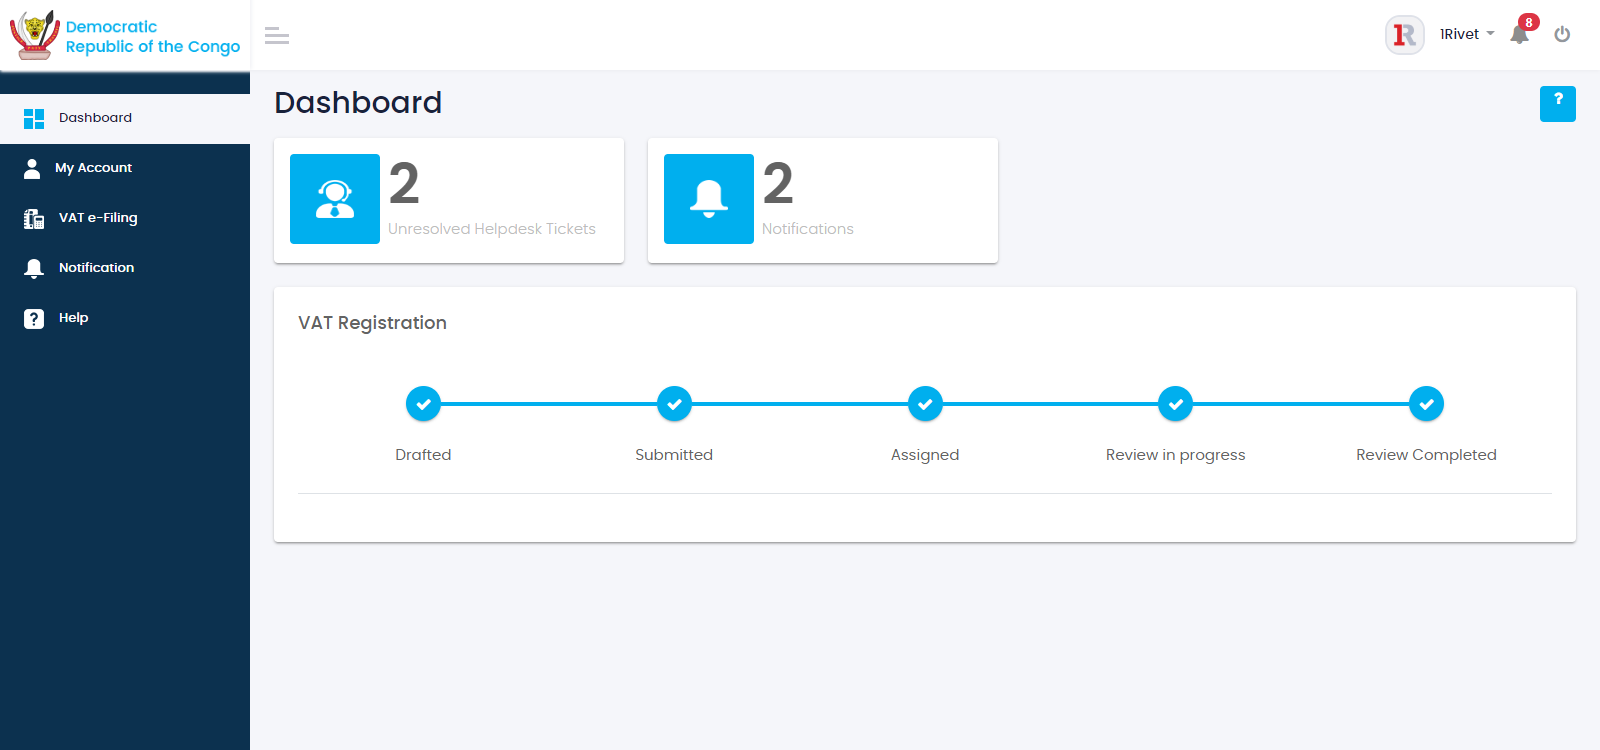 Democratic
Republic of the Congo
1R
1Rivet
8
Dashboard
My Account
VAT e-Filing
Notification
Help
Dashboard
?
2
Unresolved Helpdesk Tickets
2
Notifications
VAT Registration
Drafted
Submitted
Assigned
Review in progress
Review Completed